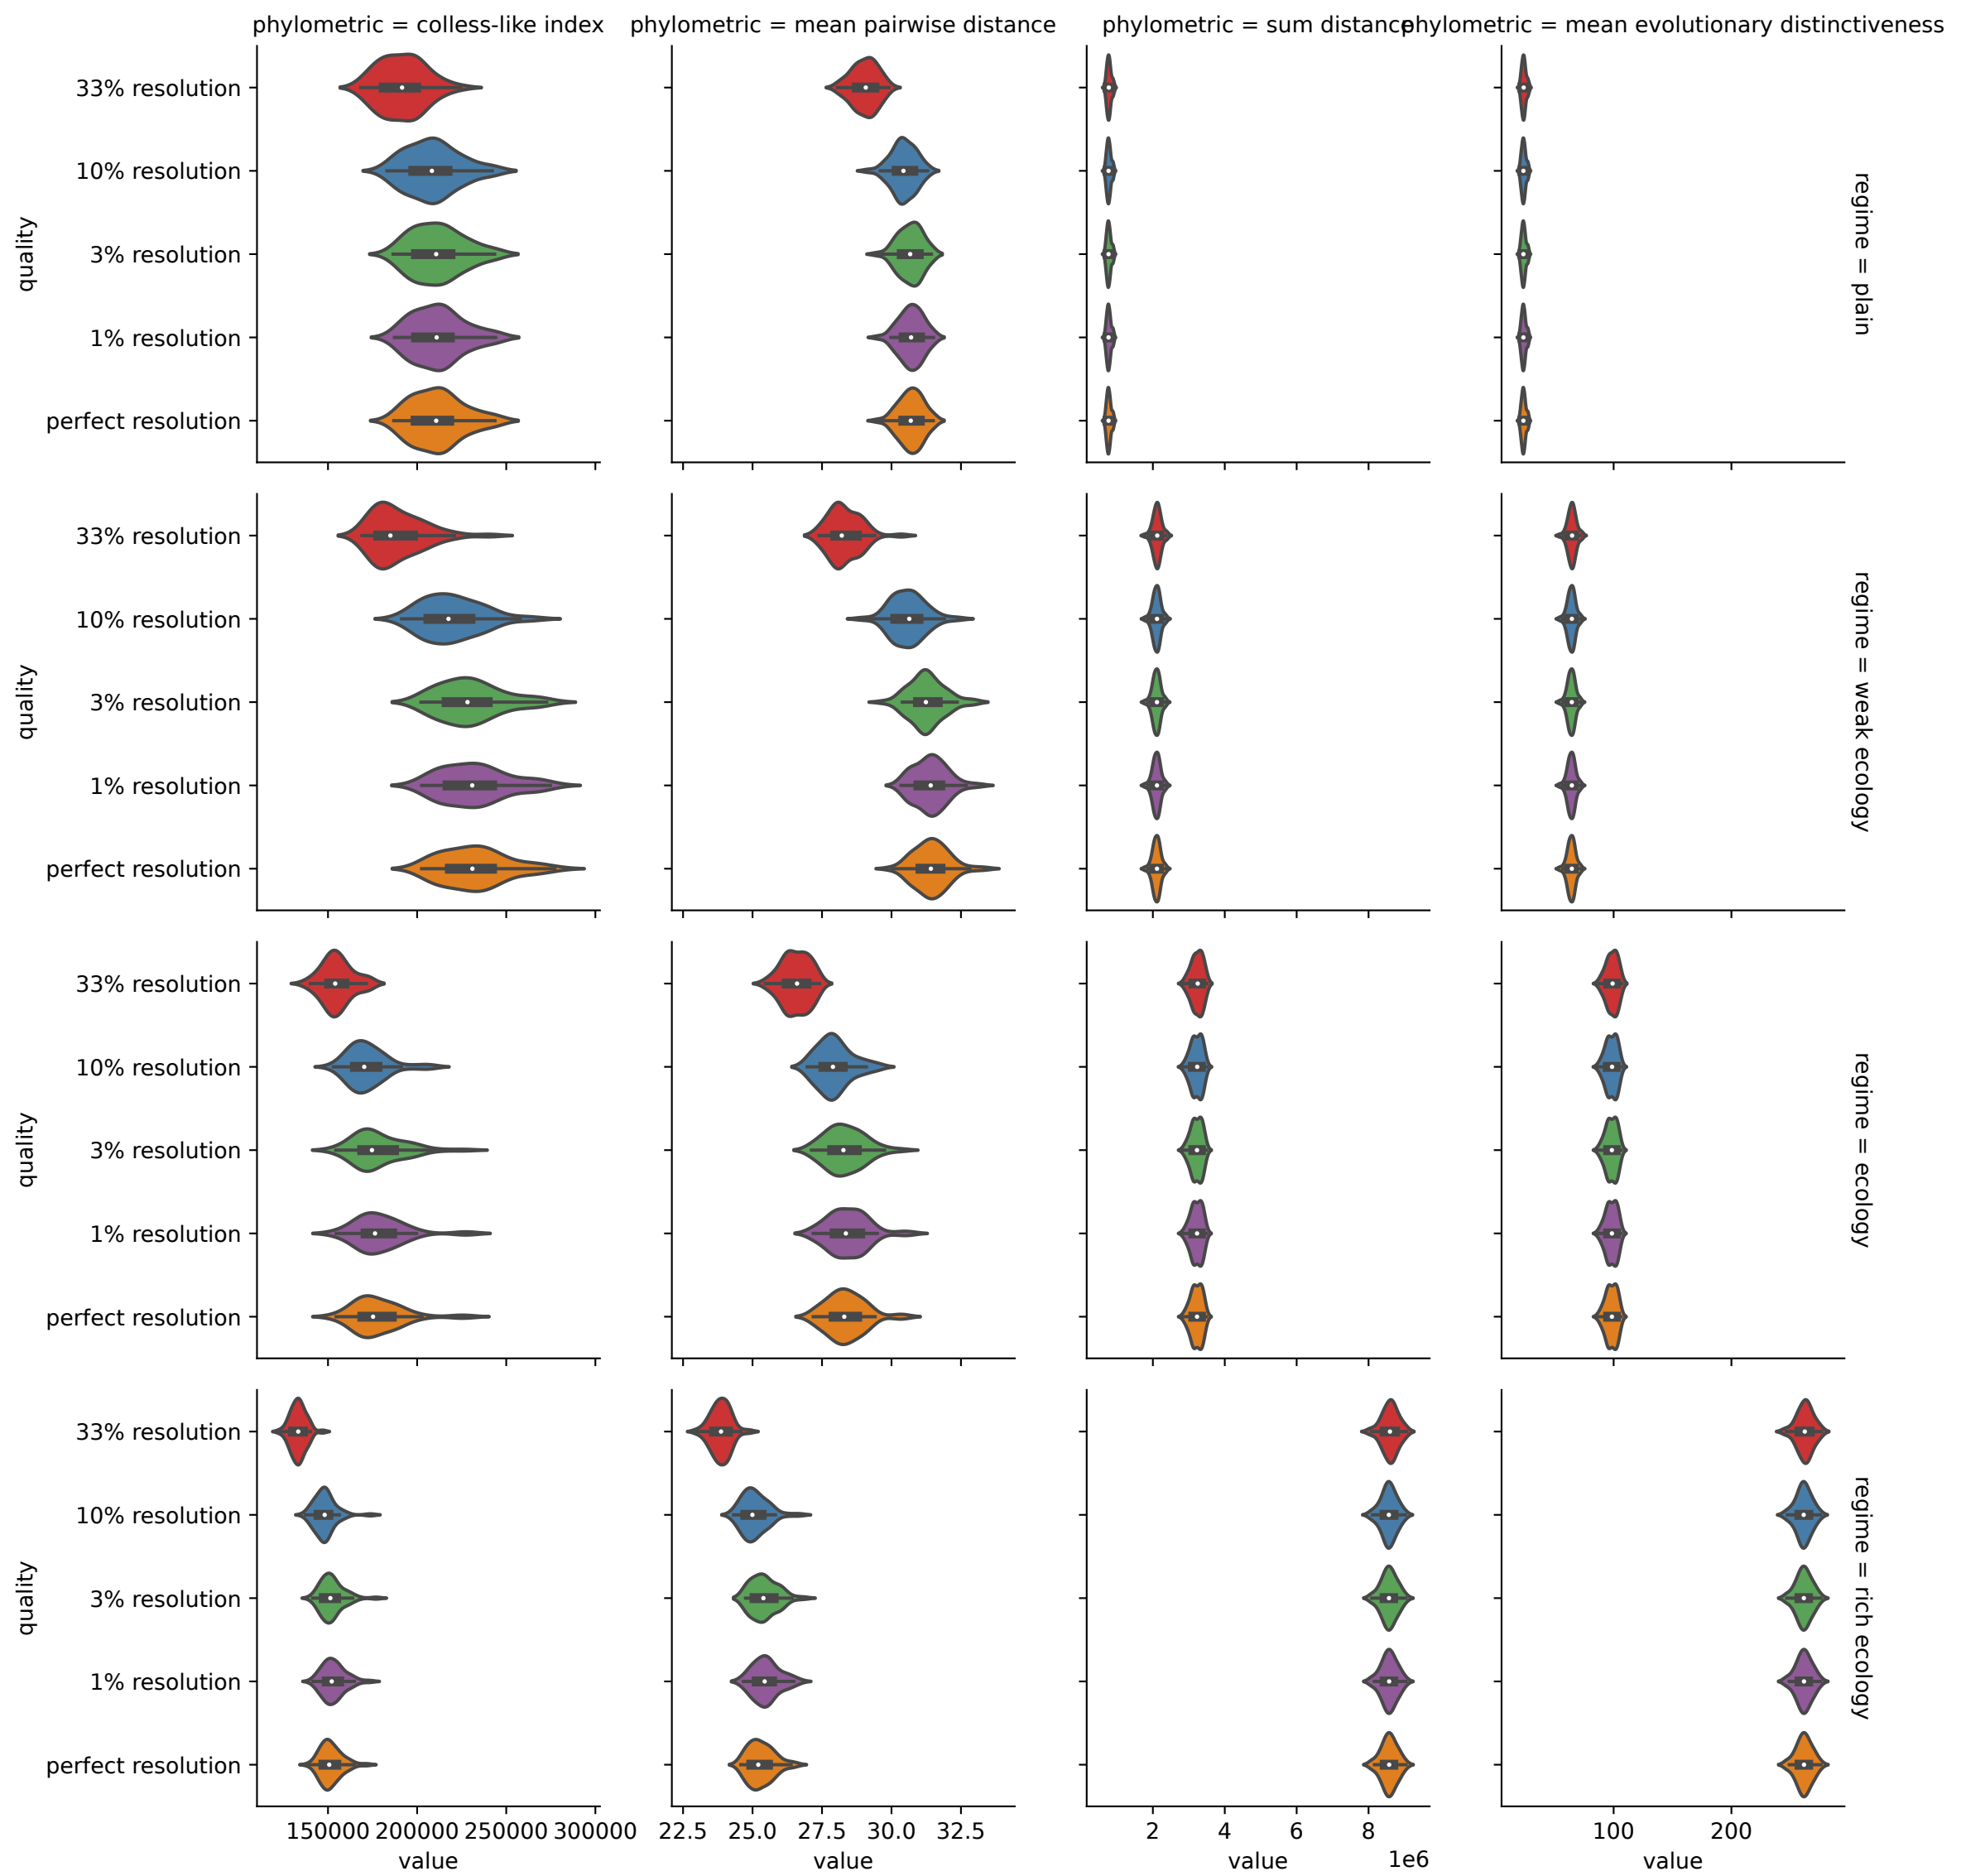 phylometric = colless-like index
phylometric = mean pairwise distance
phylometric = sum distance
phylometric = mean evolutionary distinctiveness
quality
33% resolution
10% resolution
3% resolution
1% resolution
perfect resolution
regime = plain
quality
33% resolution
10% resolution
3% resolution
1% resolution
perfect resolution
regime = weak ecology
quality
33% resolution
10% resolution
3% resolution
1% resolution
perfect resolution
regime = ecology
quality
33% resolution
10% resolution
3% resolution
1% resolution
perfect resolution
regime = rich ecology
150000 200000 250000 300000
22.5 25.0 27.5 30.0 32.5
2 4 6 8
100 200
value
value
value
1e6
value